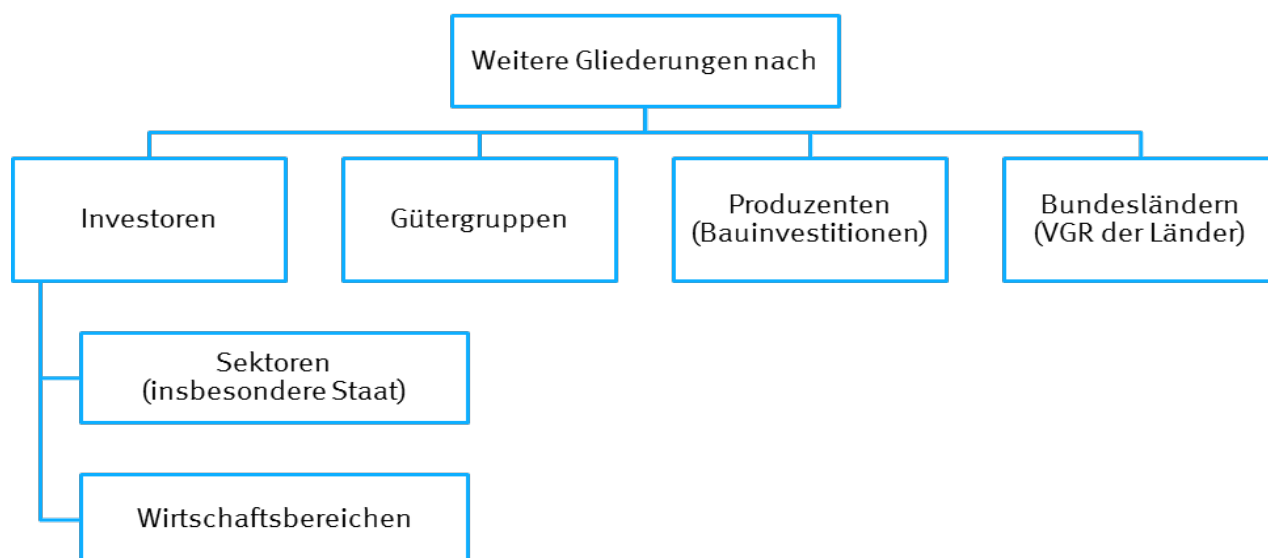 Weitere Gliederungen nach
Investoren
Gütergruppen
Produzenten
(Bauinvestitionen)
Bundesländern
(VGR der Länder)
Sektoren
(insbesondere Staat)
Wirtschaftsbereichen